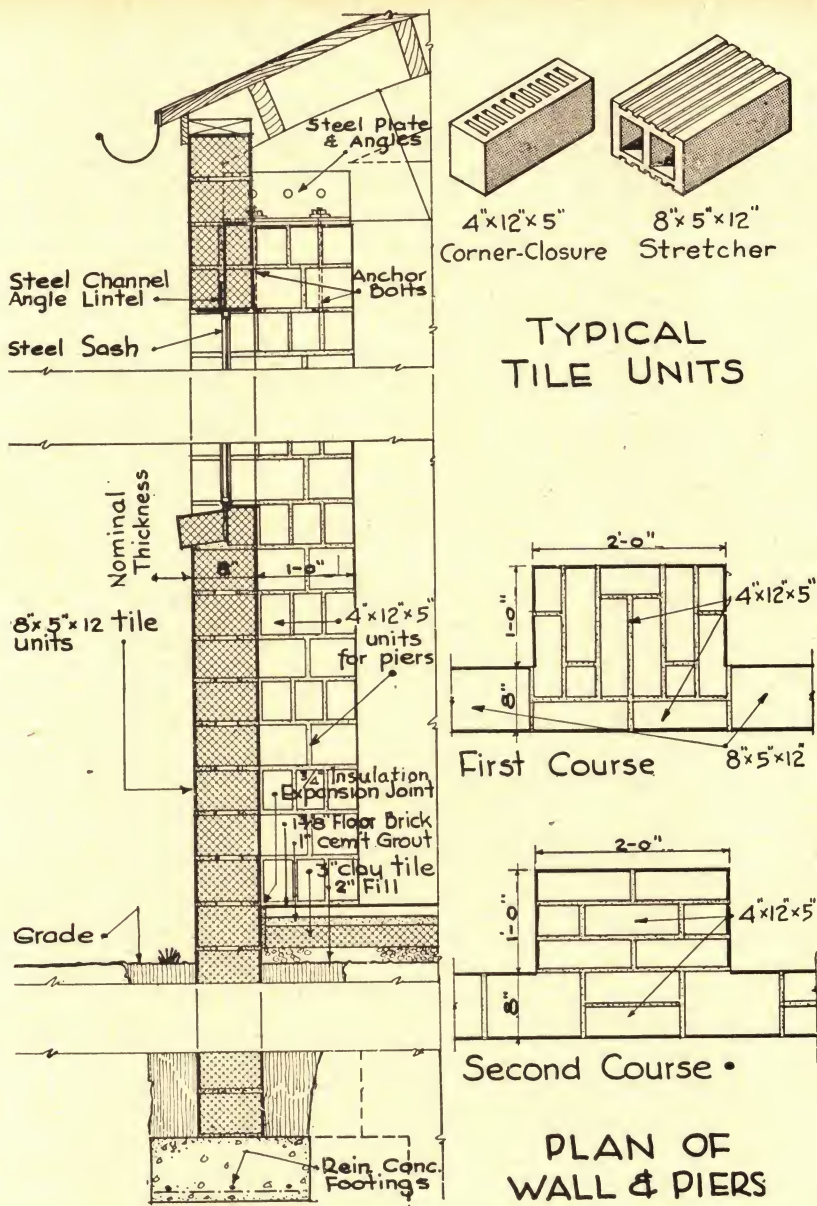 Steel Plate
& Angles
Steel Channel
Angle Lintel
Anchor
Bolts
Steel Sash
Nominal
Thickness
8"
1'-0"
8"x 5"x 12 tile
units
4"x12"x5"
units
for piers
3/4" Insulation
Expansion Joint
1 3/8" Floor Brick
1" cem't Grout
3" clay tile
2" Fill
Grade
Rein. Conc.
Footings
4"x12"x5"
Corner-Closure
8"x 5"x12"
Stretcher
TYPICAL
TILE UNITS
2'-0"
1'-0"
8"
4"x12"x5"
8"x5"x12"
First Course
2'-0"
1'-0"
8"
4"x12"x5"
Second Course
PLAN OF
WALL & PIERS